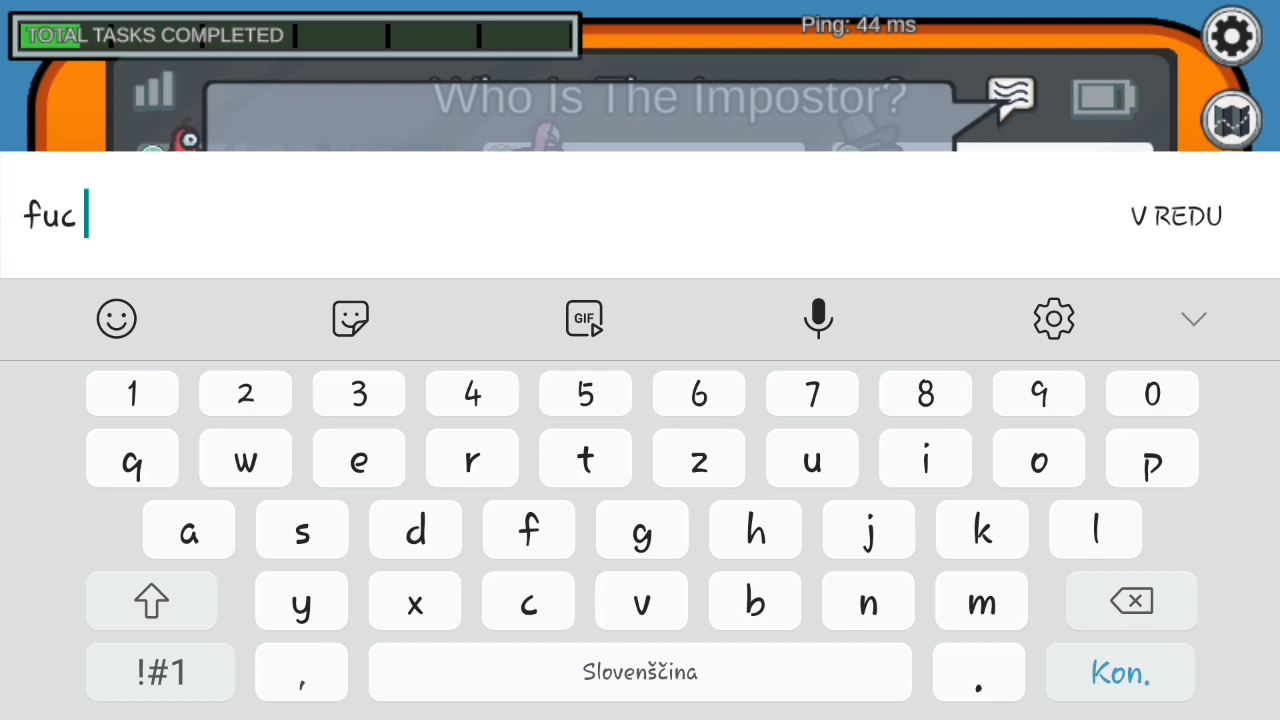 TOTAL TASKS COMPLETED
Ping: 44 ms
Who Is The Impostor?
fuc
V REDU
GIF
1 2 3 4 5 6 7 8 9 0
q w e r t z u i o p
a s d f g h j k l
y x c v b n m
!#1 , Slovenščina . Kon.